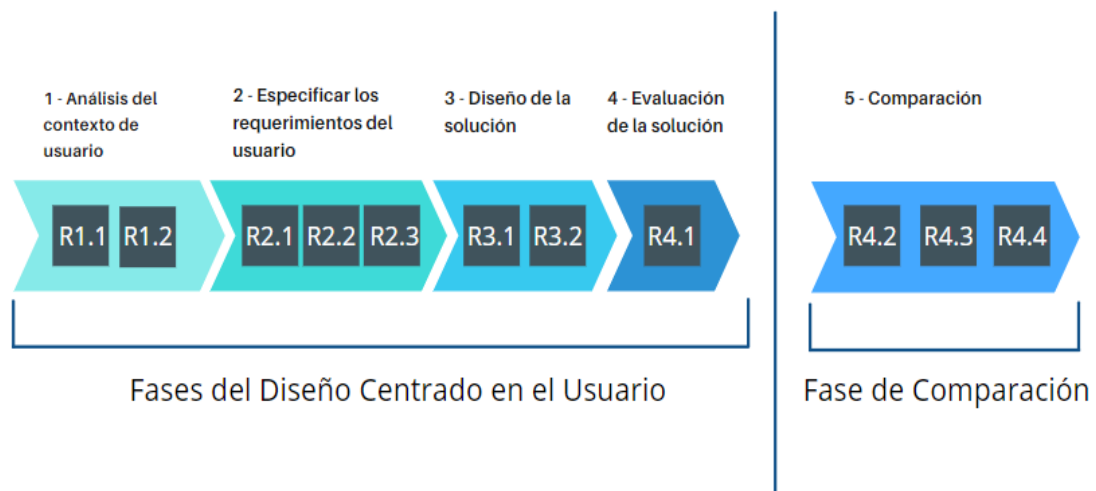 1 - Análisis del
contexto de
usuario
2 - Especificar los
requerimientos del
usuario
3 - Diseño de la
solución
4 - Evaluación
de la solución
5 - Comparación
R1.1 R1.2 R2.1 R2.2 R2.3 R3.1 R3.2 R4.1 R4.2 R4.3 R4.4
Fases del Diseño Centrado en el Usuario
Fase de Comparación